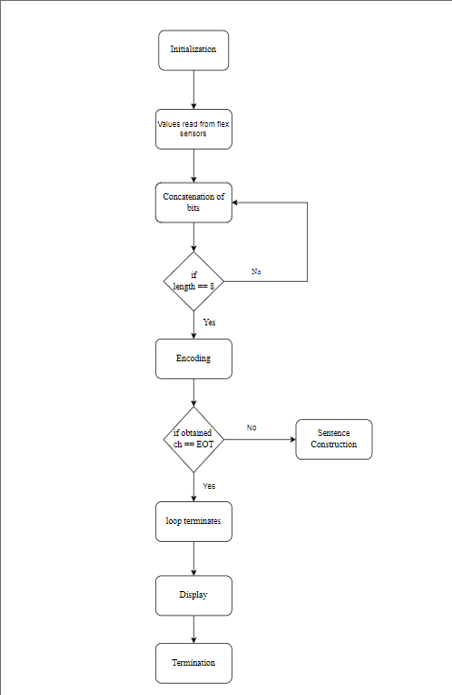 Initialization
Values read from flex
sensors
Concatenation of
bits
if
length == 8
No
Yes
Encoding
if obtained
ch == EOT
No
Sentence
Construction
Yes
loop terminates
Display
Termination